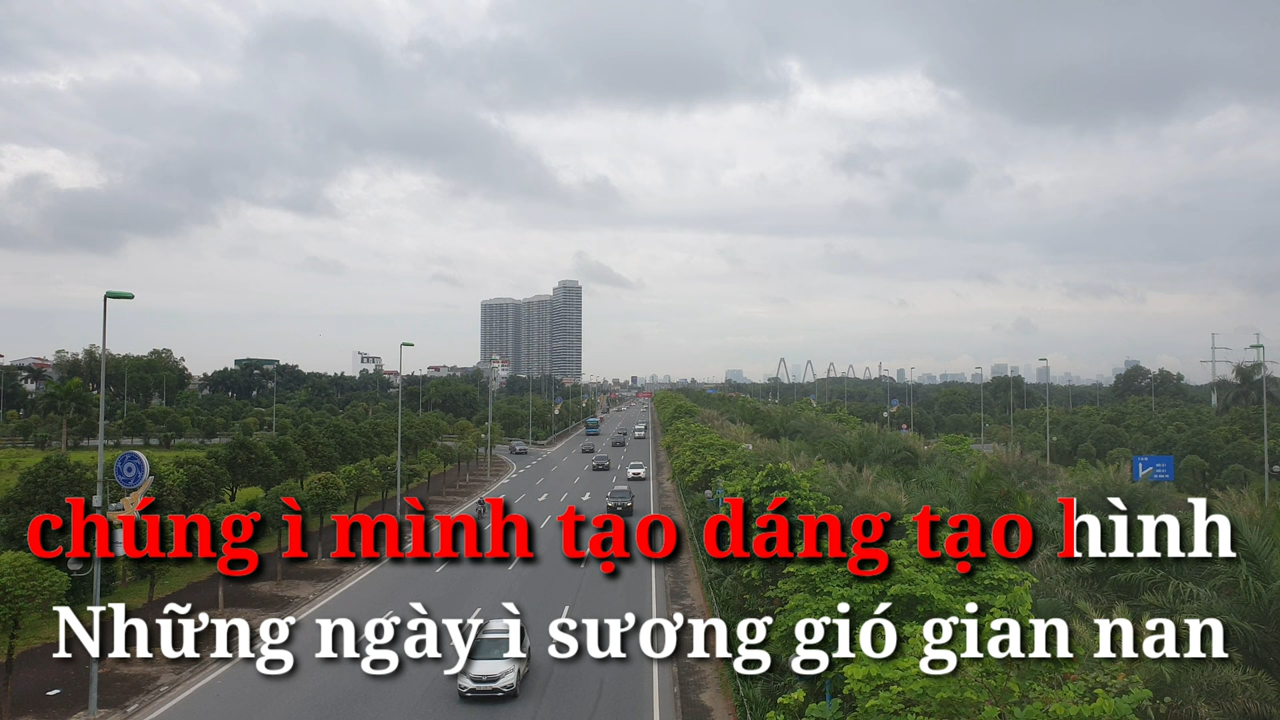 chúng ì mình tạo dáng tạo hình
Những ngày ì sương gió gian nan